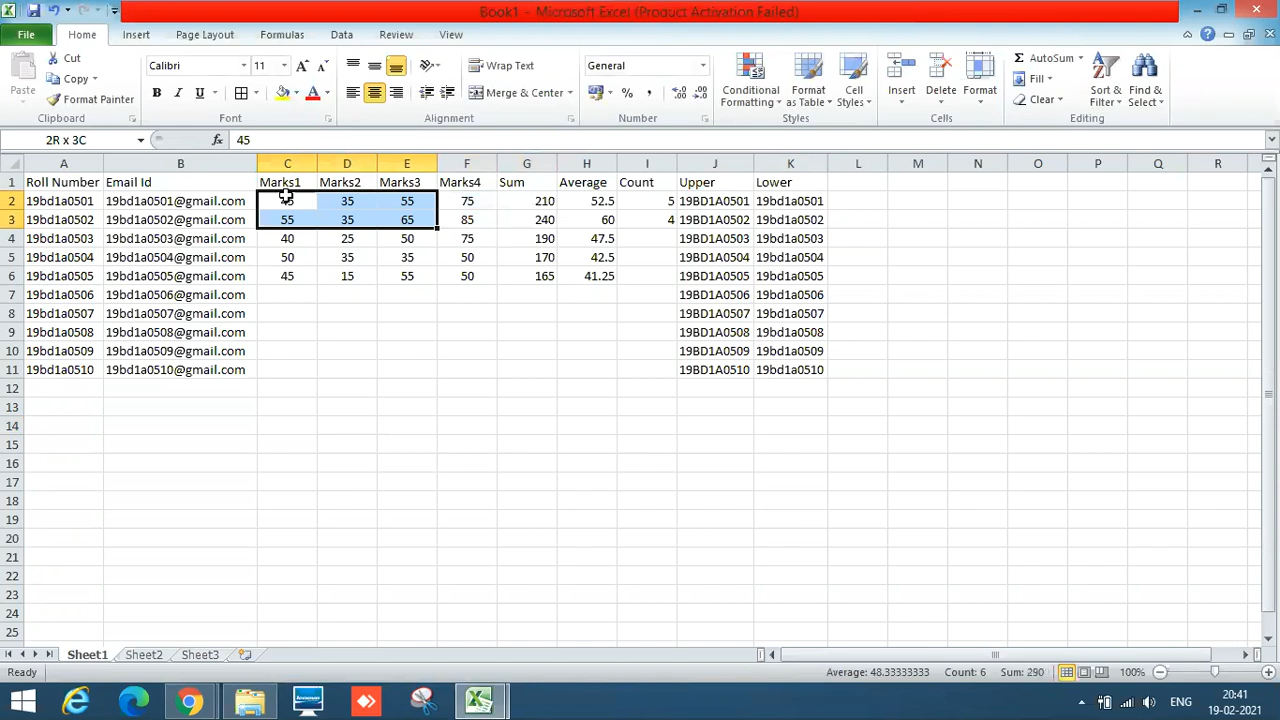 Book1 - Microsoft Excel (Product Activation Failed)
File Home Insert Page Layout Formulas Data Review View
Paste Cut Copy Format Painter Clipboard
Calibri 11 B I U Font
Wrap Text Merge & Center Alignment
General % , Number
Conditional Formatting Format as Table Cell Styles Styles
Insert Delete Format Cells
Σ AutoSum Fill Clear Sort & Filter Find & Select Editing
2R x 3C fx 45
A B C D E F G H I J K L M N O P Q R
1 Roll Number Email Id Marks1 Marks2 Marks3 Marks4 Sum Average Count Upper Lower
2 19bd1a0501 19bd1a0501@gmail.com 45 35 55 75 210 52.5 5 19BD1A0501 19bd1a0501
3 19bd1a0502 19bd1a0502@gmail.com 55 35 65 85 240 60 4 19BD1A0502 19bd1a0502
4 19bd1a0503 19bd1a0503@gmail.com 40 25 50 75 190 47.5 19BD1A0503 19bd1a0503
5 19bd1a0504 19bd1a0504@gmail.com 50 35 35 50 170 42.5 19BD1A0504 19bd1a0504
6 19bd1a0505 19bd1a0505@gmail.com 45 15 55 50 165 41.25 19BD1A0505 19bd1a0505
7 19bd1a0506 19bd1a0506@gmail.com 19BD1A0506 19bd1a0506
8 19bd1a0507 19bd1a0507@gmail.com 19BD1A0507 19bd1a0507
9 19bd1a0508 19bd1a0508@gmail.com 19BD1A0508 19bd1a0508
10 19bd1a0509 19bd1a0509@gmail.com 19BD1A0509 19bd1a0509
11 19bd1a0510 19bd1a0510@gmail.com 19BD1A0510 19bd1a0510
12
13
14
15
16
17
18
19
20
21
22
23
24
25
Sheet1 Sheet2 Sheet3
Ready Average: 48.33333333 Count: 6 Sum: 290 100%
ENG 20:41
19-02-2021